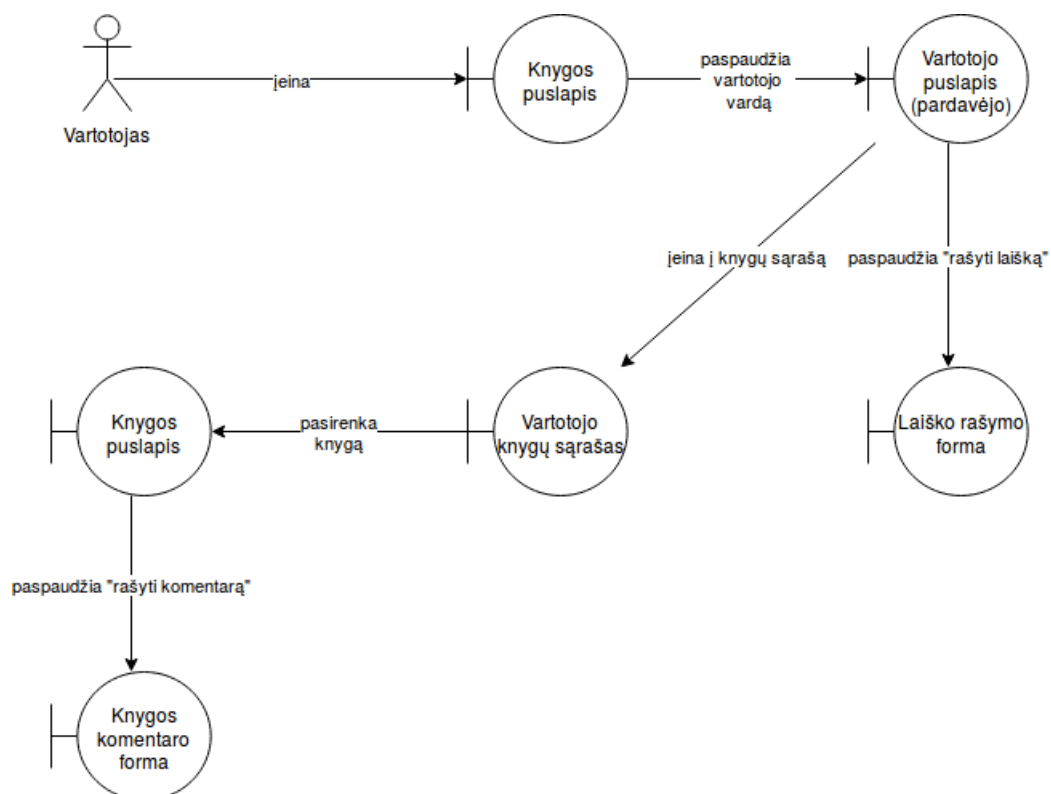 Vartotojas
įeina
Knygos
puslapis
paspaudžia
vartotojo
vardą
Vartotojo
puslapis
(pardavėjo)
įeina į knygų sąrašą
paspaudžia "rašyti laišką"
Knygos
puslapis
pasirenka
knygą
Vartotojo
knygų sąrašas
Laiško rašymo
forma
paspaudžia "rašyti komentarą"
Knygos
komentaro
forma